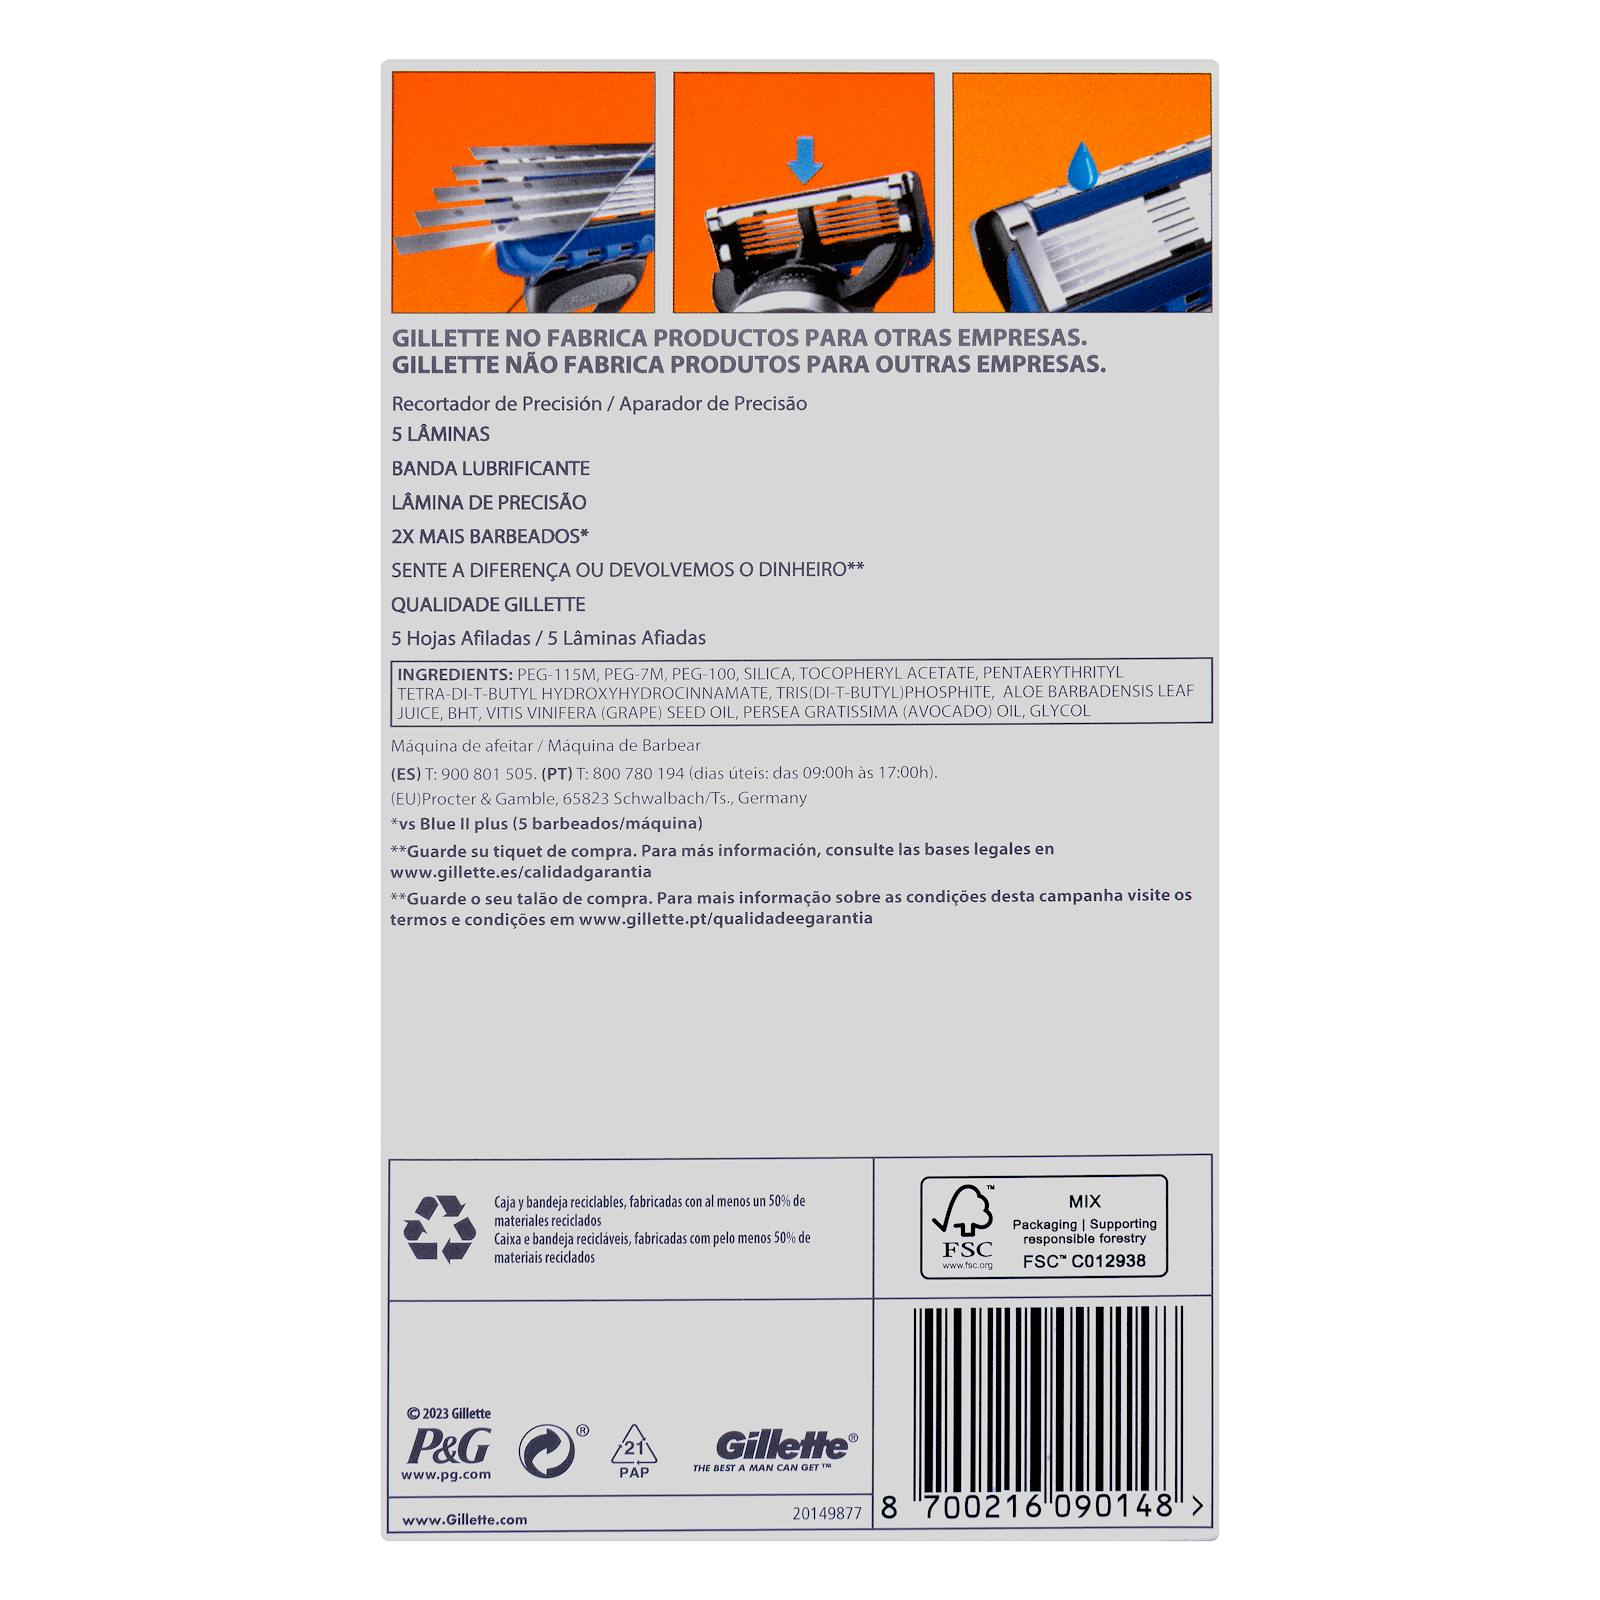 GILLETTE NO FABRICA PRODUCTOS PARA OTRAS EMPRESAS.
GILLETTE NÃO FABRICA PRODUTOS PARA OUTRAS EMPRESAS.
Recortador de Precisión / Aparador de Precisão
5 LÂMINAS
BANDA LUBRIFICANTE
LÂMINA DE PRECISÃO
2X MAIS BARBEADOS*
SENTE A DIFERENÇA OU DEVOLVEMOS O DINHEIRO**
QUALIDADE GILLETTE
5 Hojas Afiladas / 5 Lâminas Afiadas
INGREDIENTS: PEG-115M, PEG-7M, PEG-100, SILICA, TOCOPHERYL ACETATE, PENTAERYTHRITYL
TETRA-DI-T-BUTYL HYDROXYHYDROCINNAMATE, TRIS(DI-T-BUTYL)PHOSPHITE, ALOE BARBADENSIS LEAF
JUICE, BHT, VITIS VINIFERA (GRAPE) SEED OIL, PERSEA GRATISSIMA (AVOCADO) OIL, GLYCOL
Máquina de afeitar / Máquina de Barbear
(ES) T: 900 801 505. (PT) T: 800 780 194 (dias úteis: das 09:00h às 17:00h).
(EU)Procter & Gamble, 65823 Schwalbach/Ts., Germany
*vs Blue II plus (5 barbeados/máquina)
**Guarde su tiquet de compra. Para más información, consulte las bases legales en
www.gillette.es/calidadgarantia
**Guarde o seu talão de compra. Para mais informação sobre as condições desta campanha visite os
termos e condições em www.gillette.pt/qualidadeegarantia
Caja y bandeja reciclables, fabricadas con al menos un 50% de
materiales reciclados
Caixa e bandeja recicláveis, fabricadas com pelo menos 50% de
materiais reciclados
FSC™
www.fsc.org
MIX
Packaging | Supporting
responsible forestry
FSC™ C012938
© 2023 Gillette
P&G
www.pg.com
®
21
PAP
Gillette®
THE BEST A MAN CAN GET™
www.Gillette.com
20149877
8 700216 090148 >